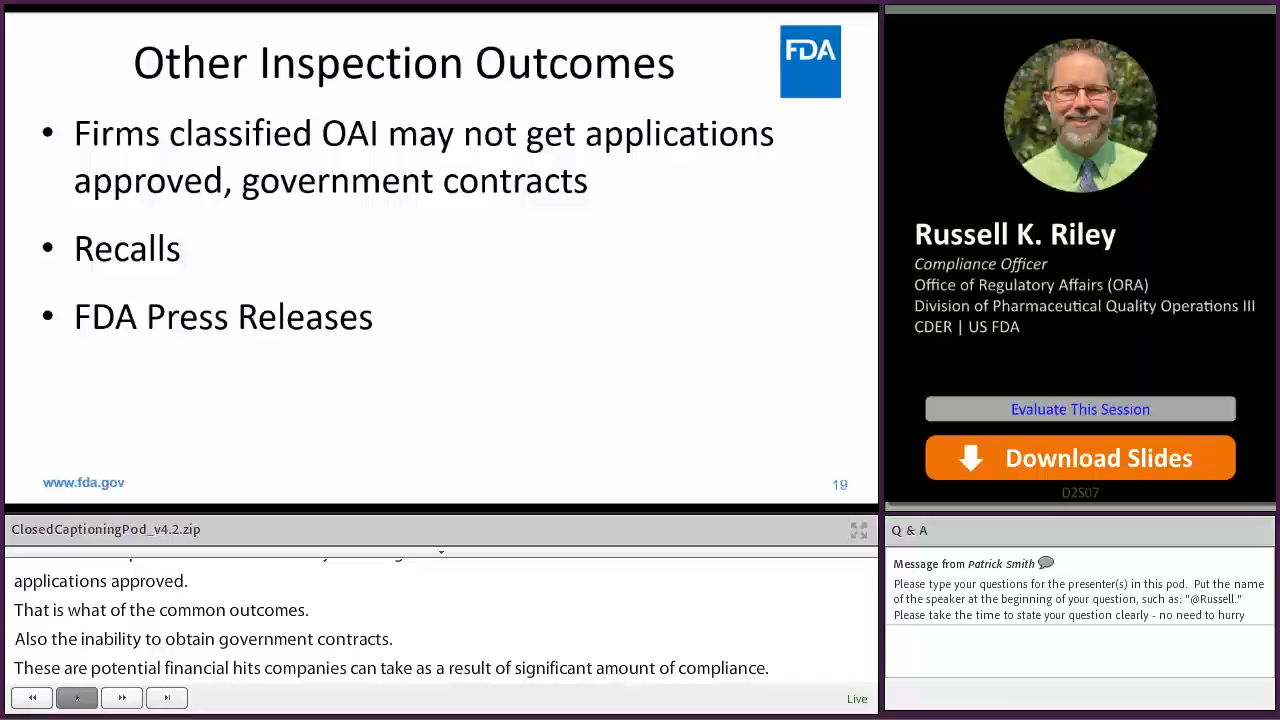 Other Inspection Outcomes
FDA
• Firms classified OAI may not get applications
approved, government contracts
• Recalls
• FDA Press Releases
www.fda.gov
19
Russell K. Riley
Compliance Officer
Office of Regulatory Affairs (ORA)
Division of Pharmaceutical Quality Operations III
CDER | US FDA
Evaluate This Session
Download Slides
D2S07
ClosedCaptioningPod_v4.2.zip
applications approved.
That is what of the common outcomes.
Also the inability to obtain government contracts.
These are potential financial hits companies can take as a result of significant amount of compliance.
Live
Q & A
Message from Patrick Smith
Please type your questions for the presenter(s) in this pod. Put the name
of the speaker at the beginning of your question, such as: "@Russell."
Please take the time to state your question clearly - no need to hurry